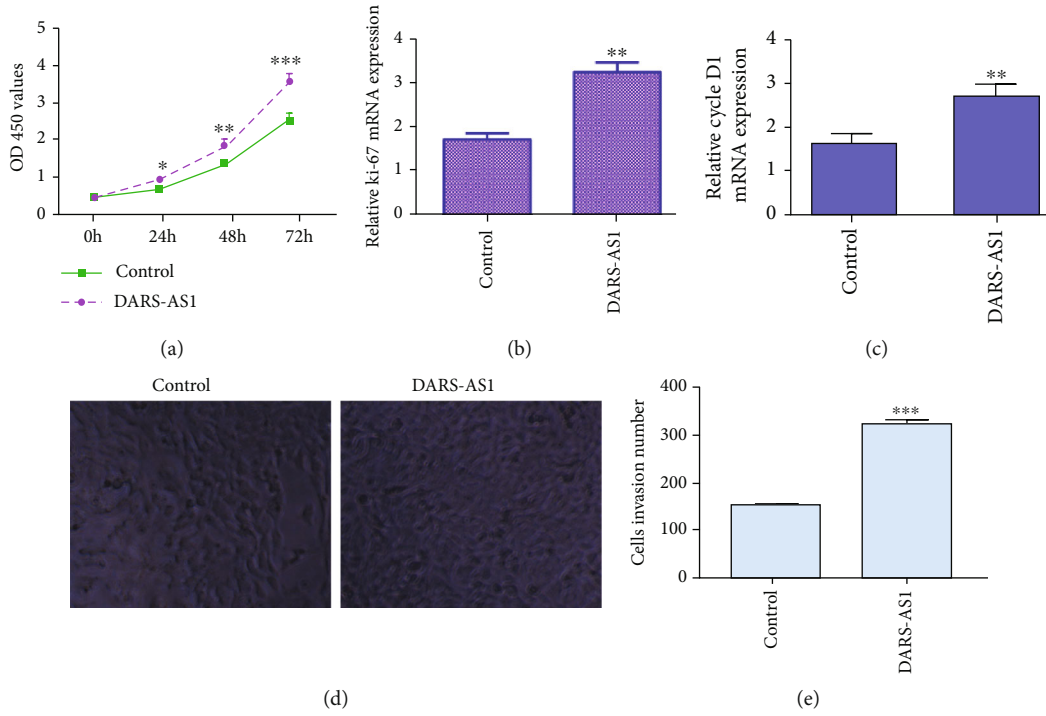 OD 450 values
5
4
3
2
1
0
*
**
***
0h 24h 48h 72h
Control
DARS-AS1
(a)
Relative ki-67 mRNA expression
4
3
2
1
0
**
Control
DARS-AS1
(b)
Relative cycle D1
mRNA expression
4
3
2
1
0
**
Control
DARS-AS1
(c)
Control DARS-AS1
(d)
Cells invasion number
400
300
200
100
0
***
Control
DARS-AS1
(e)